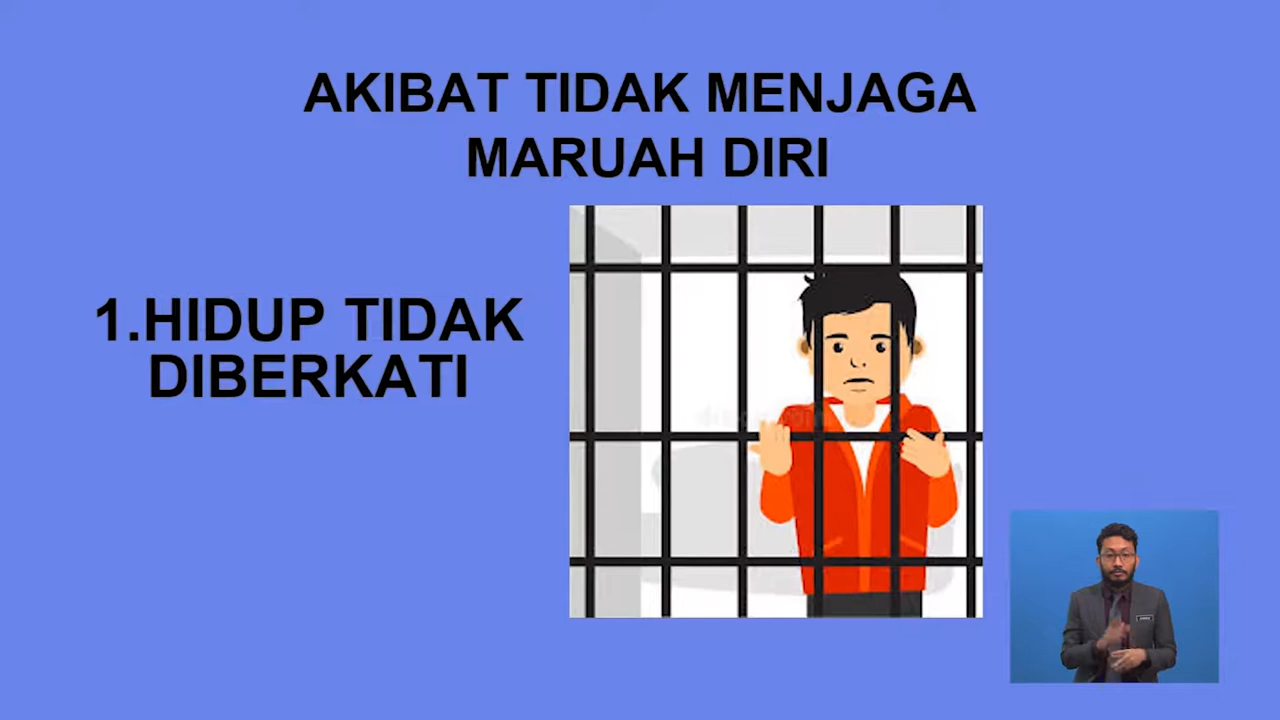 AKIBAT TIDAK MENJAGA
MARUAH DIRI
1.HIDUP TIDAK
DIBERKATI